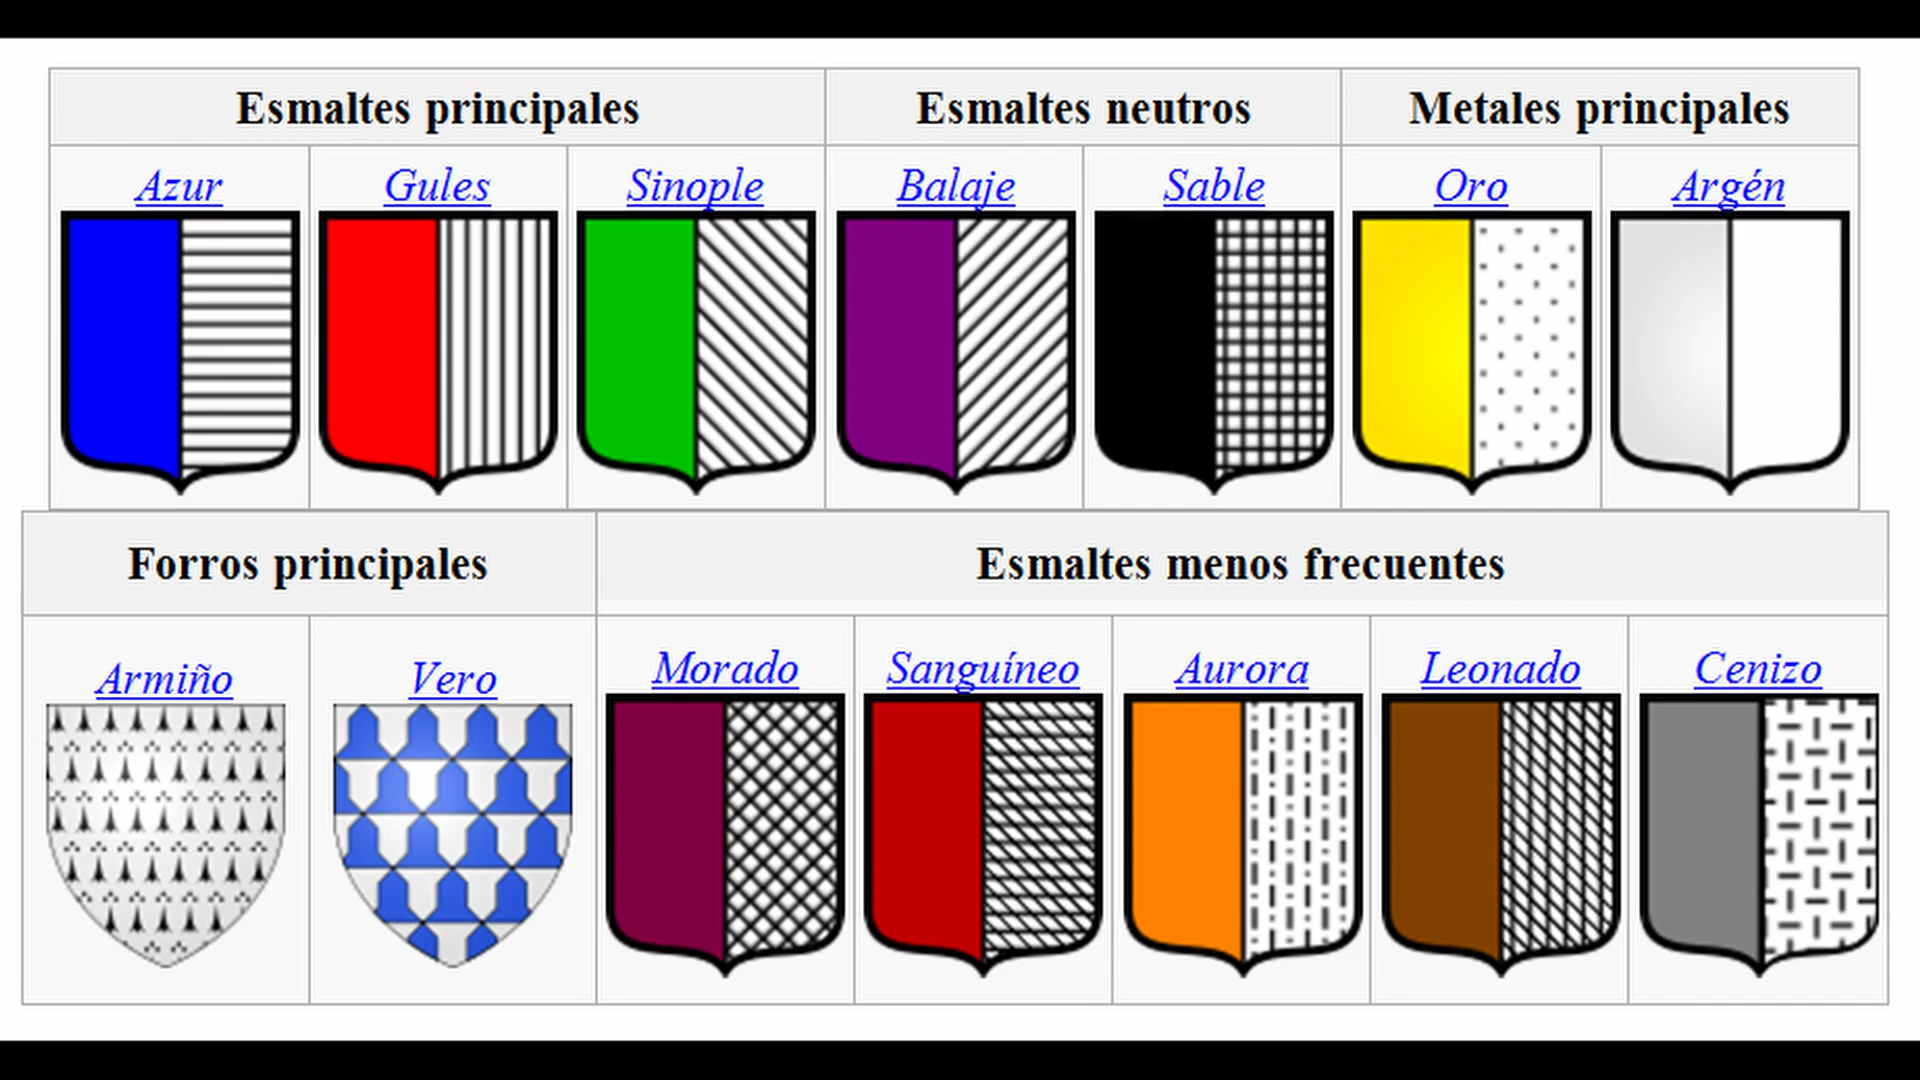 Esmaltes principales Esmaltes neutros Metales principales
Azur Gules Sinople Balaje Sable Oro Argén
Forros principales Esmaltes menos frecuentes
Armiño Vero Morado Sanguíneo Aurora Leonado Cenizo